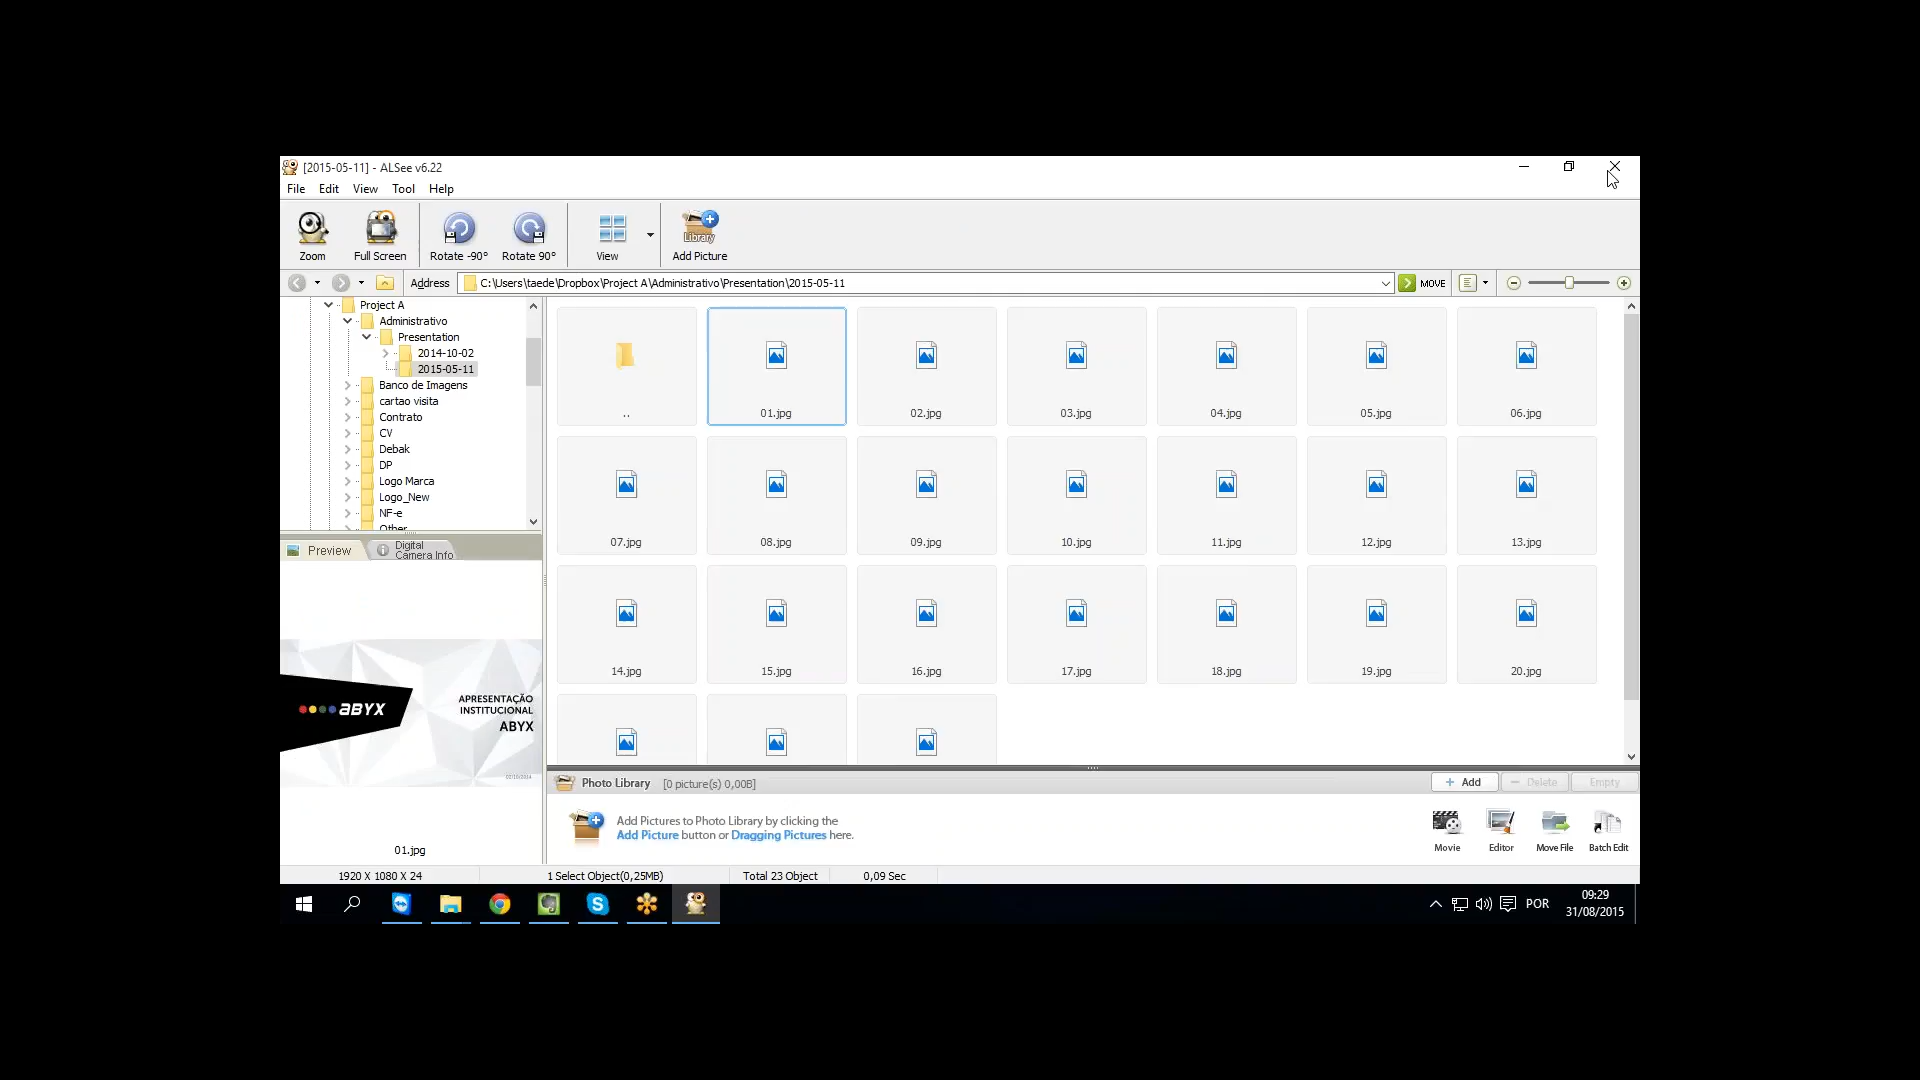 [2015-05-11] - ALSee v6.22
File Edit View Tool Help
Zoom Full Screen Rotate -90° Rotate 90° View Library Add Picture
Address C:\Users\taede\Dropbox\Project A\Administrativo\Presentation\2015-05-11 MOVE
Project A
Administrativo
Presentation
2014-10-02
2015-05-11
Banco de Imagens
cartao visita
Contrato
CV
Debak
DP
Logo Marca
Logo_New
NF-e
Other
.. 01.jpg 02.jpg 03.jpg 04.jpg 05.jpg 06.jpg
07.jpg 08.jpg 09.jpg 10.jpg 11.jpg 12.jpg 13.jpg
14.jpg 15.jpg 16.jpg 17.jpg 18.jpg 19.jpg 20.jpg
Preview Digital
Camera Info
ABYX
APRESENTAÇÃO
INSTITUCIONAL
ABYX
01.jpg
Photo Library [0 picture(s) 0,00B] + Add - Delete Empty
Add Pictures to Photo Library by clicking the
Add Picture button or Dragging Pictures here.
Movie Editor Move File Batch Edit
1920 X 1080 X 24 1 Select Object(0,25MB) Total 23 Object 0,09 Sec
POR 09:29
31/08/2015